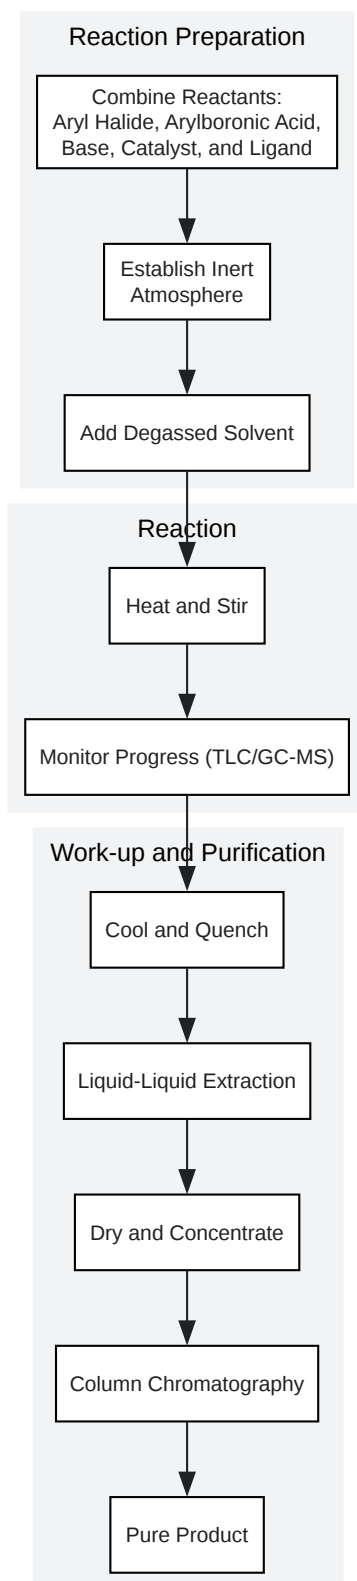 Reaction Preparation
Combine Reactants:
Aryl Halide, Arylboronic Acid,
Base, Catalyst, and Ligand
Establish Inert
Atmosphere
Add Degassed Solvent
Reaction
Heat and Stir
Monitor Progress (TLC/GC-MS)
Work-up and Purification
Cool and Quench
Liquid-Liquid Extraction
Dry and Concentrate
Column Chromatography
Pure Product